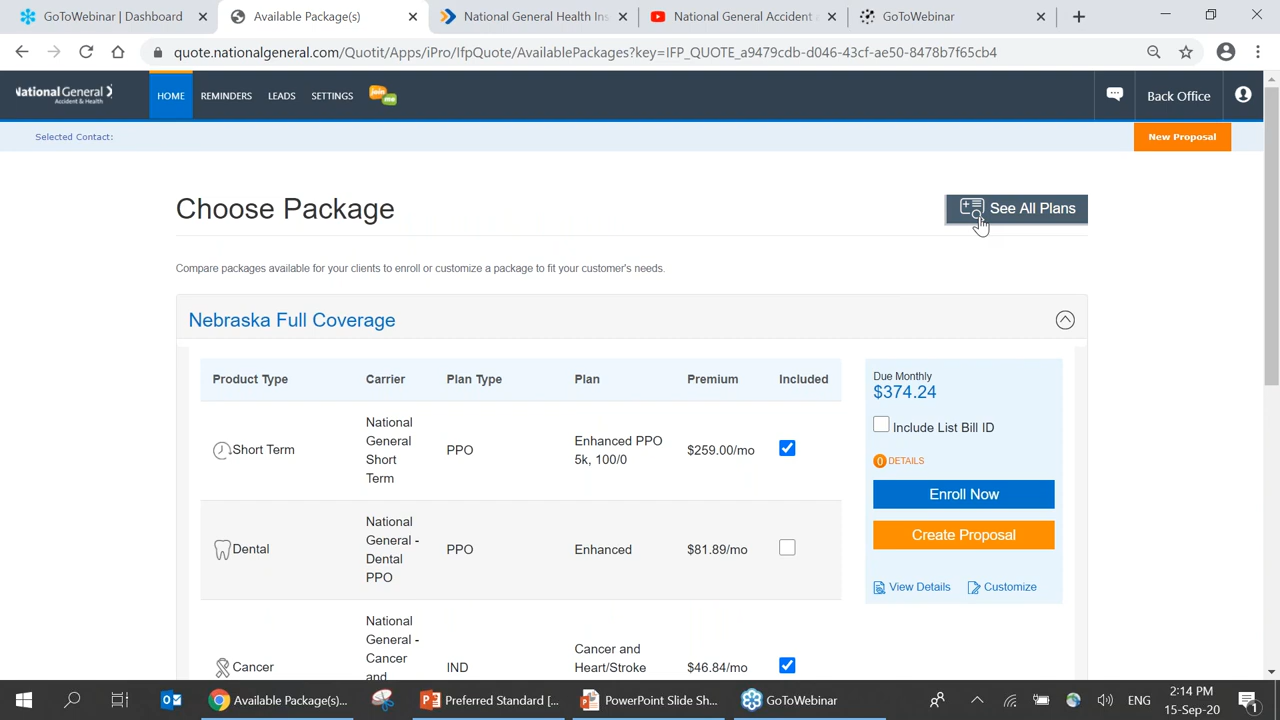 GoToWebinar | Dashboard
Available Package(s)
National General Health Ins
National General Accident
GoToWebinar
quote.nationalgeneral.com/Quotit/Apps/iPro/IfpQuote/AvailablePackages?key=IFP_QUOTE_a9479cdb-d046-43cf-ae50-8478b7f65cb4
National General
Accident & Health
HOME
REMINDERS
LEADS
SETTINGS
join
me
Back Office
Selected Contact:
New Proposal
Choose Package
See All Plans
Compare packages available for your clients to enroll or customize a package to fit your customer's needs.
Nebraska Full Coverage
Product Type Carrier Plan Type Plan Premium Included
Short Term
National
General
Short
Term
PPO
Enhanced PPO
5k, 100/0
$259.00/mo
Dental
National
General -
Dental
PPO
PPO
Enhanced
$81.89/mo
Cancer
National
General -
Cancer
and
IND
Cancer and
Heart/Stroke
$46.84/mo
Due Monthly
$374.24
Include List Bill ID
0 DETAILS
Enroll Now
Create Proposal
View Details
Customize
Available Package(s)...
Preferred Standard [...
PowerPoint Slide Sh...
GoToWebinar
ENG
2:14 PM
15-Sep-20
1